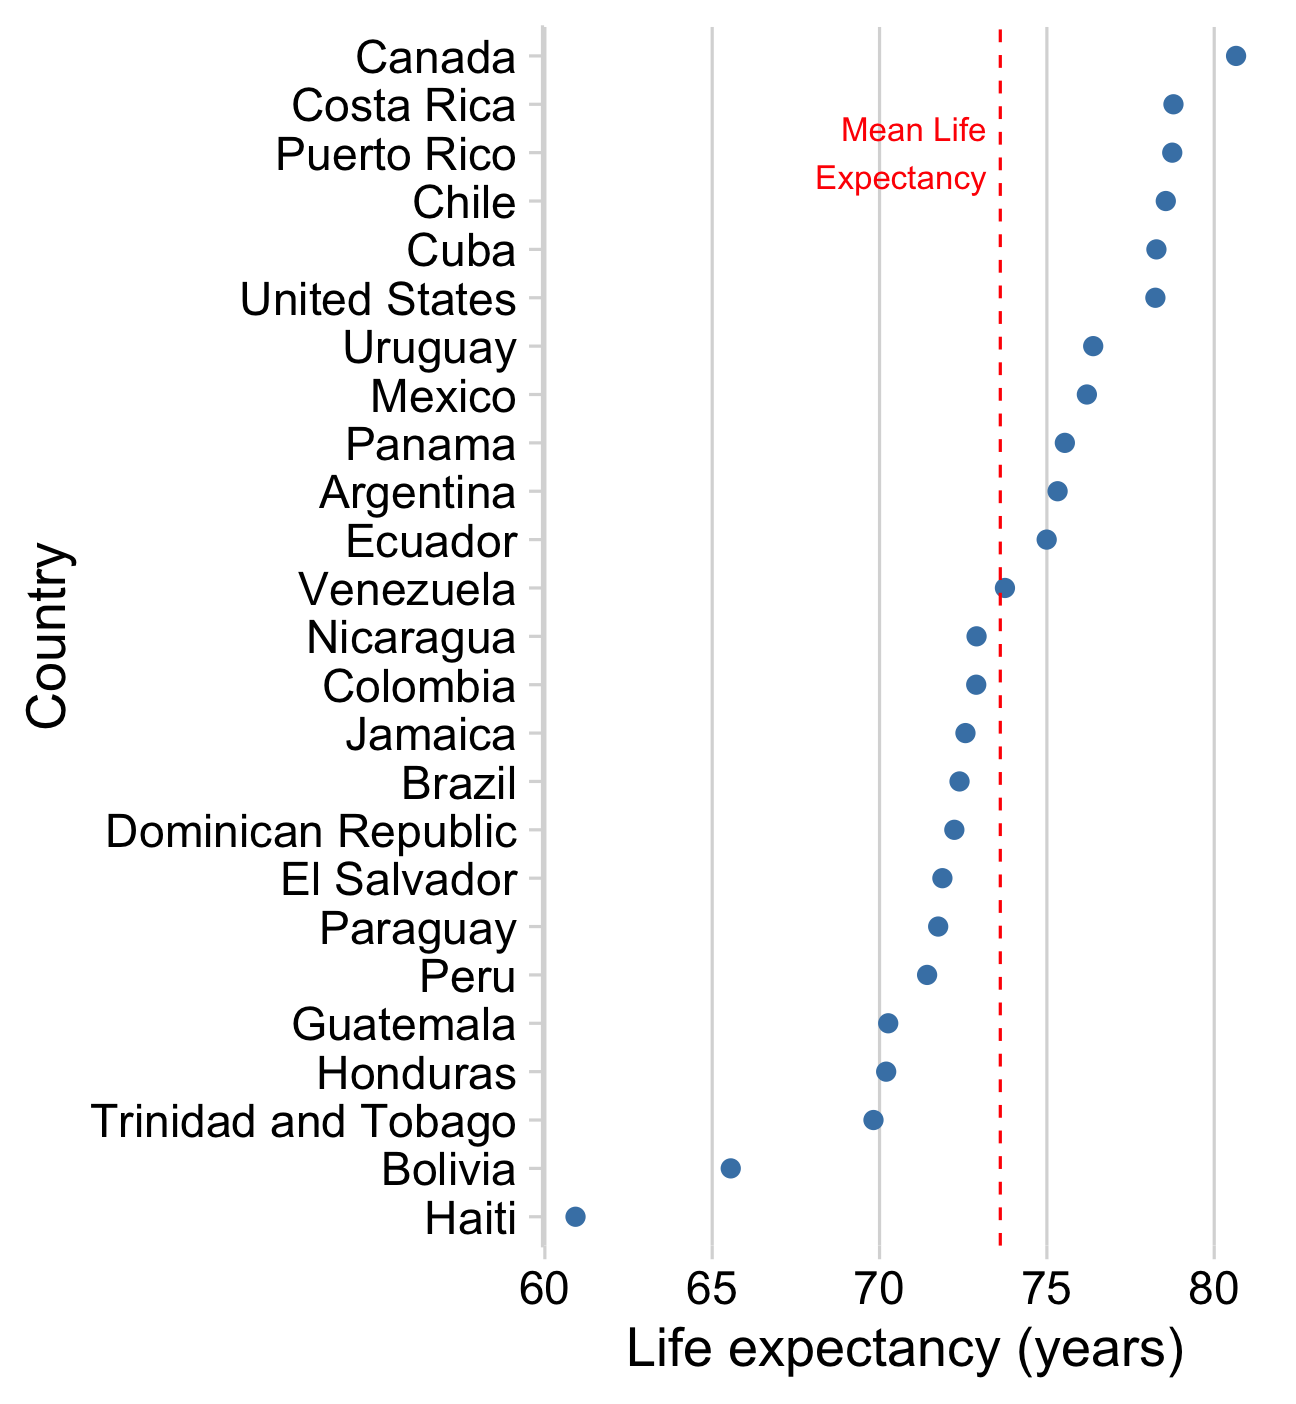 Canada
Costa Rica
Mean Life
Puerto Rico
Expectancy
Chile
Cuba
United States
Uruguay
Mexico
Panama
Argentina
Ecuador
Venezuela
Nicaragua
Colombia
Jamaica
Brazil
Dominican Republic
El Salvador
Paraguay
Peru
Guatemala
Honduras
Trinidad and Tobago
Bolivia
Haiti
Country
60 65 70 75 80
Life expectancy (years)